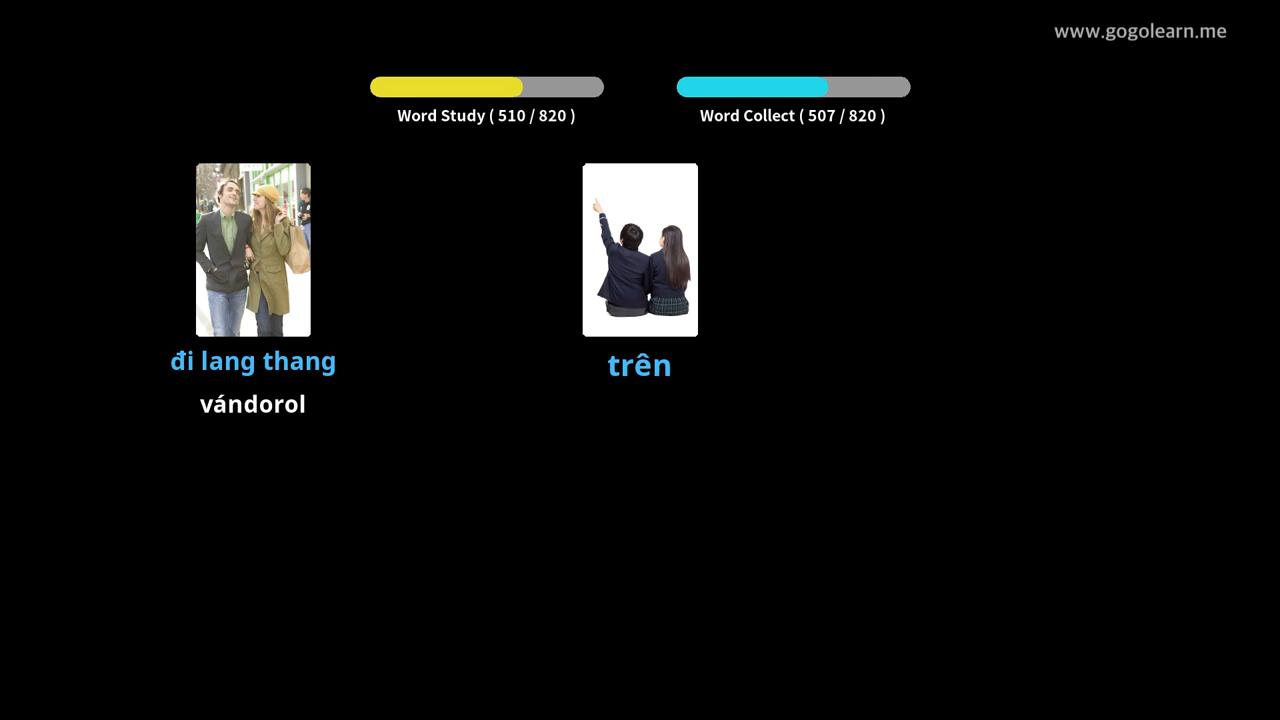 www.gogolearn.me
Word Study ( 510 / 820 )
Word Collect ( 507 / 820 )
đi lang thang
vándorol
trên